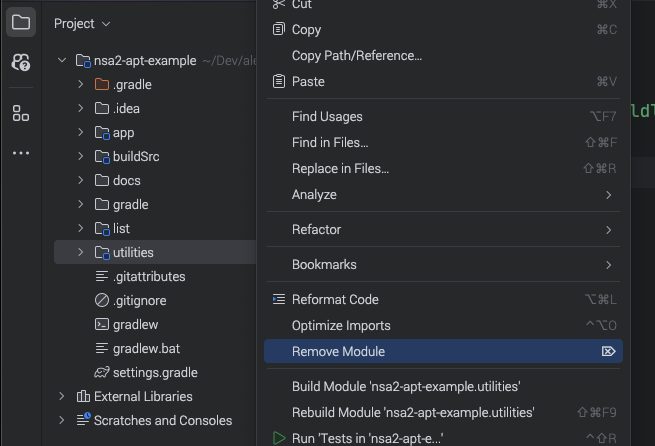 Project
nsa2-apt-example ~/Dev/ale
.gradle
.idea
app
buildSrc
docs
gradle
list
utilities
.gitattributes
.gitignore
gradlew
gradlew.bat
settings.gradle
External Libraries
Scratches and Consoles
Cut ⌘X
Copy ⌘C
Copy Path/Reference...
Paste ⌘V
Find Usages ⌥F7
Find in Files... ⇧⌘F
Replace in Files... ⇧⌘R
Analyze
Refactor
Bookmarks
Reformat Code ⌥⌘L
Optimize Imports ^⌥O
Remove Module ⌦
Build Module 'nsa2-apt-example.utilities'
Rebuild Module 'nsa2-apt-example.utilities' ⇧⌘F9
Run 'Tests in 'nsa2-apt-e...' ^⇧R